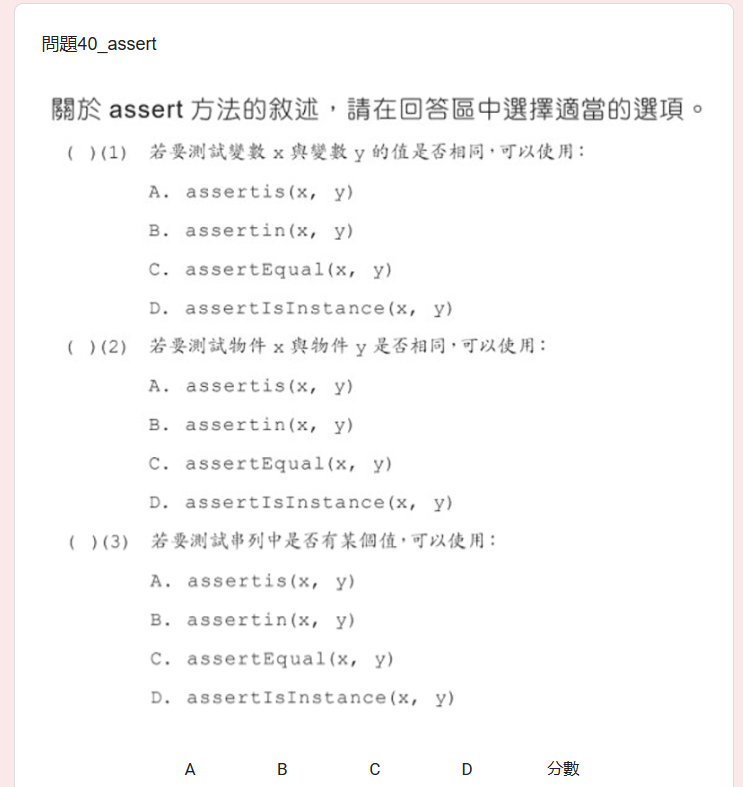 問題40_assert
關於 assert 方法的敘述，請在回答區中選擇適當的選項。
( )(1) 若要測試變數 x 與變數 y 的值是否相同，可以使用：
A. assertis(x, y)
B. assertin(x, y)
C. assertEqual(x, y)
D. assertIsInstance(x, y)
( )(2) 若要測試物件 x 與物件 y 是否相同，可以使用：
A. assertis(x, y)
B. assertin(x, y)
C. assertEqual(x, y)
D. assertIsInstance(x, y)
( )(3) 若要測試串列中是否有某個值，可以使用：
A. assertis(x, y)
B. assertin(x, y)
C. assertEqual(x, y)
D. assertIsInstance(x, y)
A B C D 分數